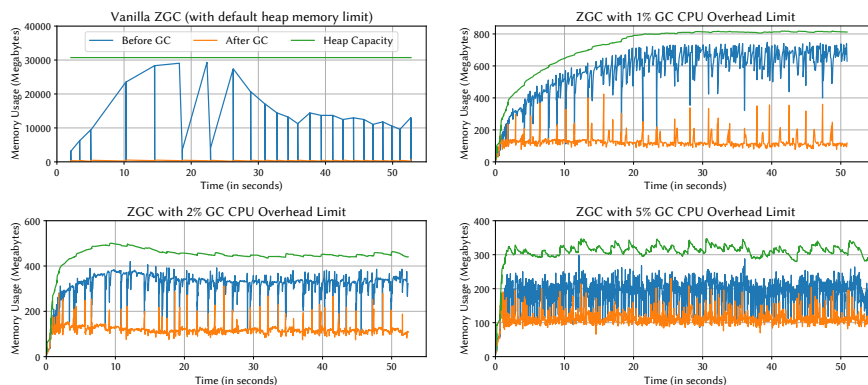 Vanilla ZGC (with default heap memory limit)
Before GC After GC Heap Capacity
Memory Usage (Megabytes)
40000
30000
20000
10000
0
0 10 20 30 40 50
Time (in seconds)
ZGC with 1% GC CPU Overhead Limit
Memory Usage (Megabytes)
800
600
400
200
0
0 10 20 30 40 50
Time (in seconds)
ZGC with 2% GC CPU Overhead Limit
Memory Usage (Megabytes)
600
400
200
0
0 10 20 30 40 50
Time (in seconds)
ZGC with 5% GC CPU Overhead Limit
Memory Usage (Megabytes)
400
300
200
100
0
0 10 20 30 40 50
Time (in seconds)